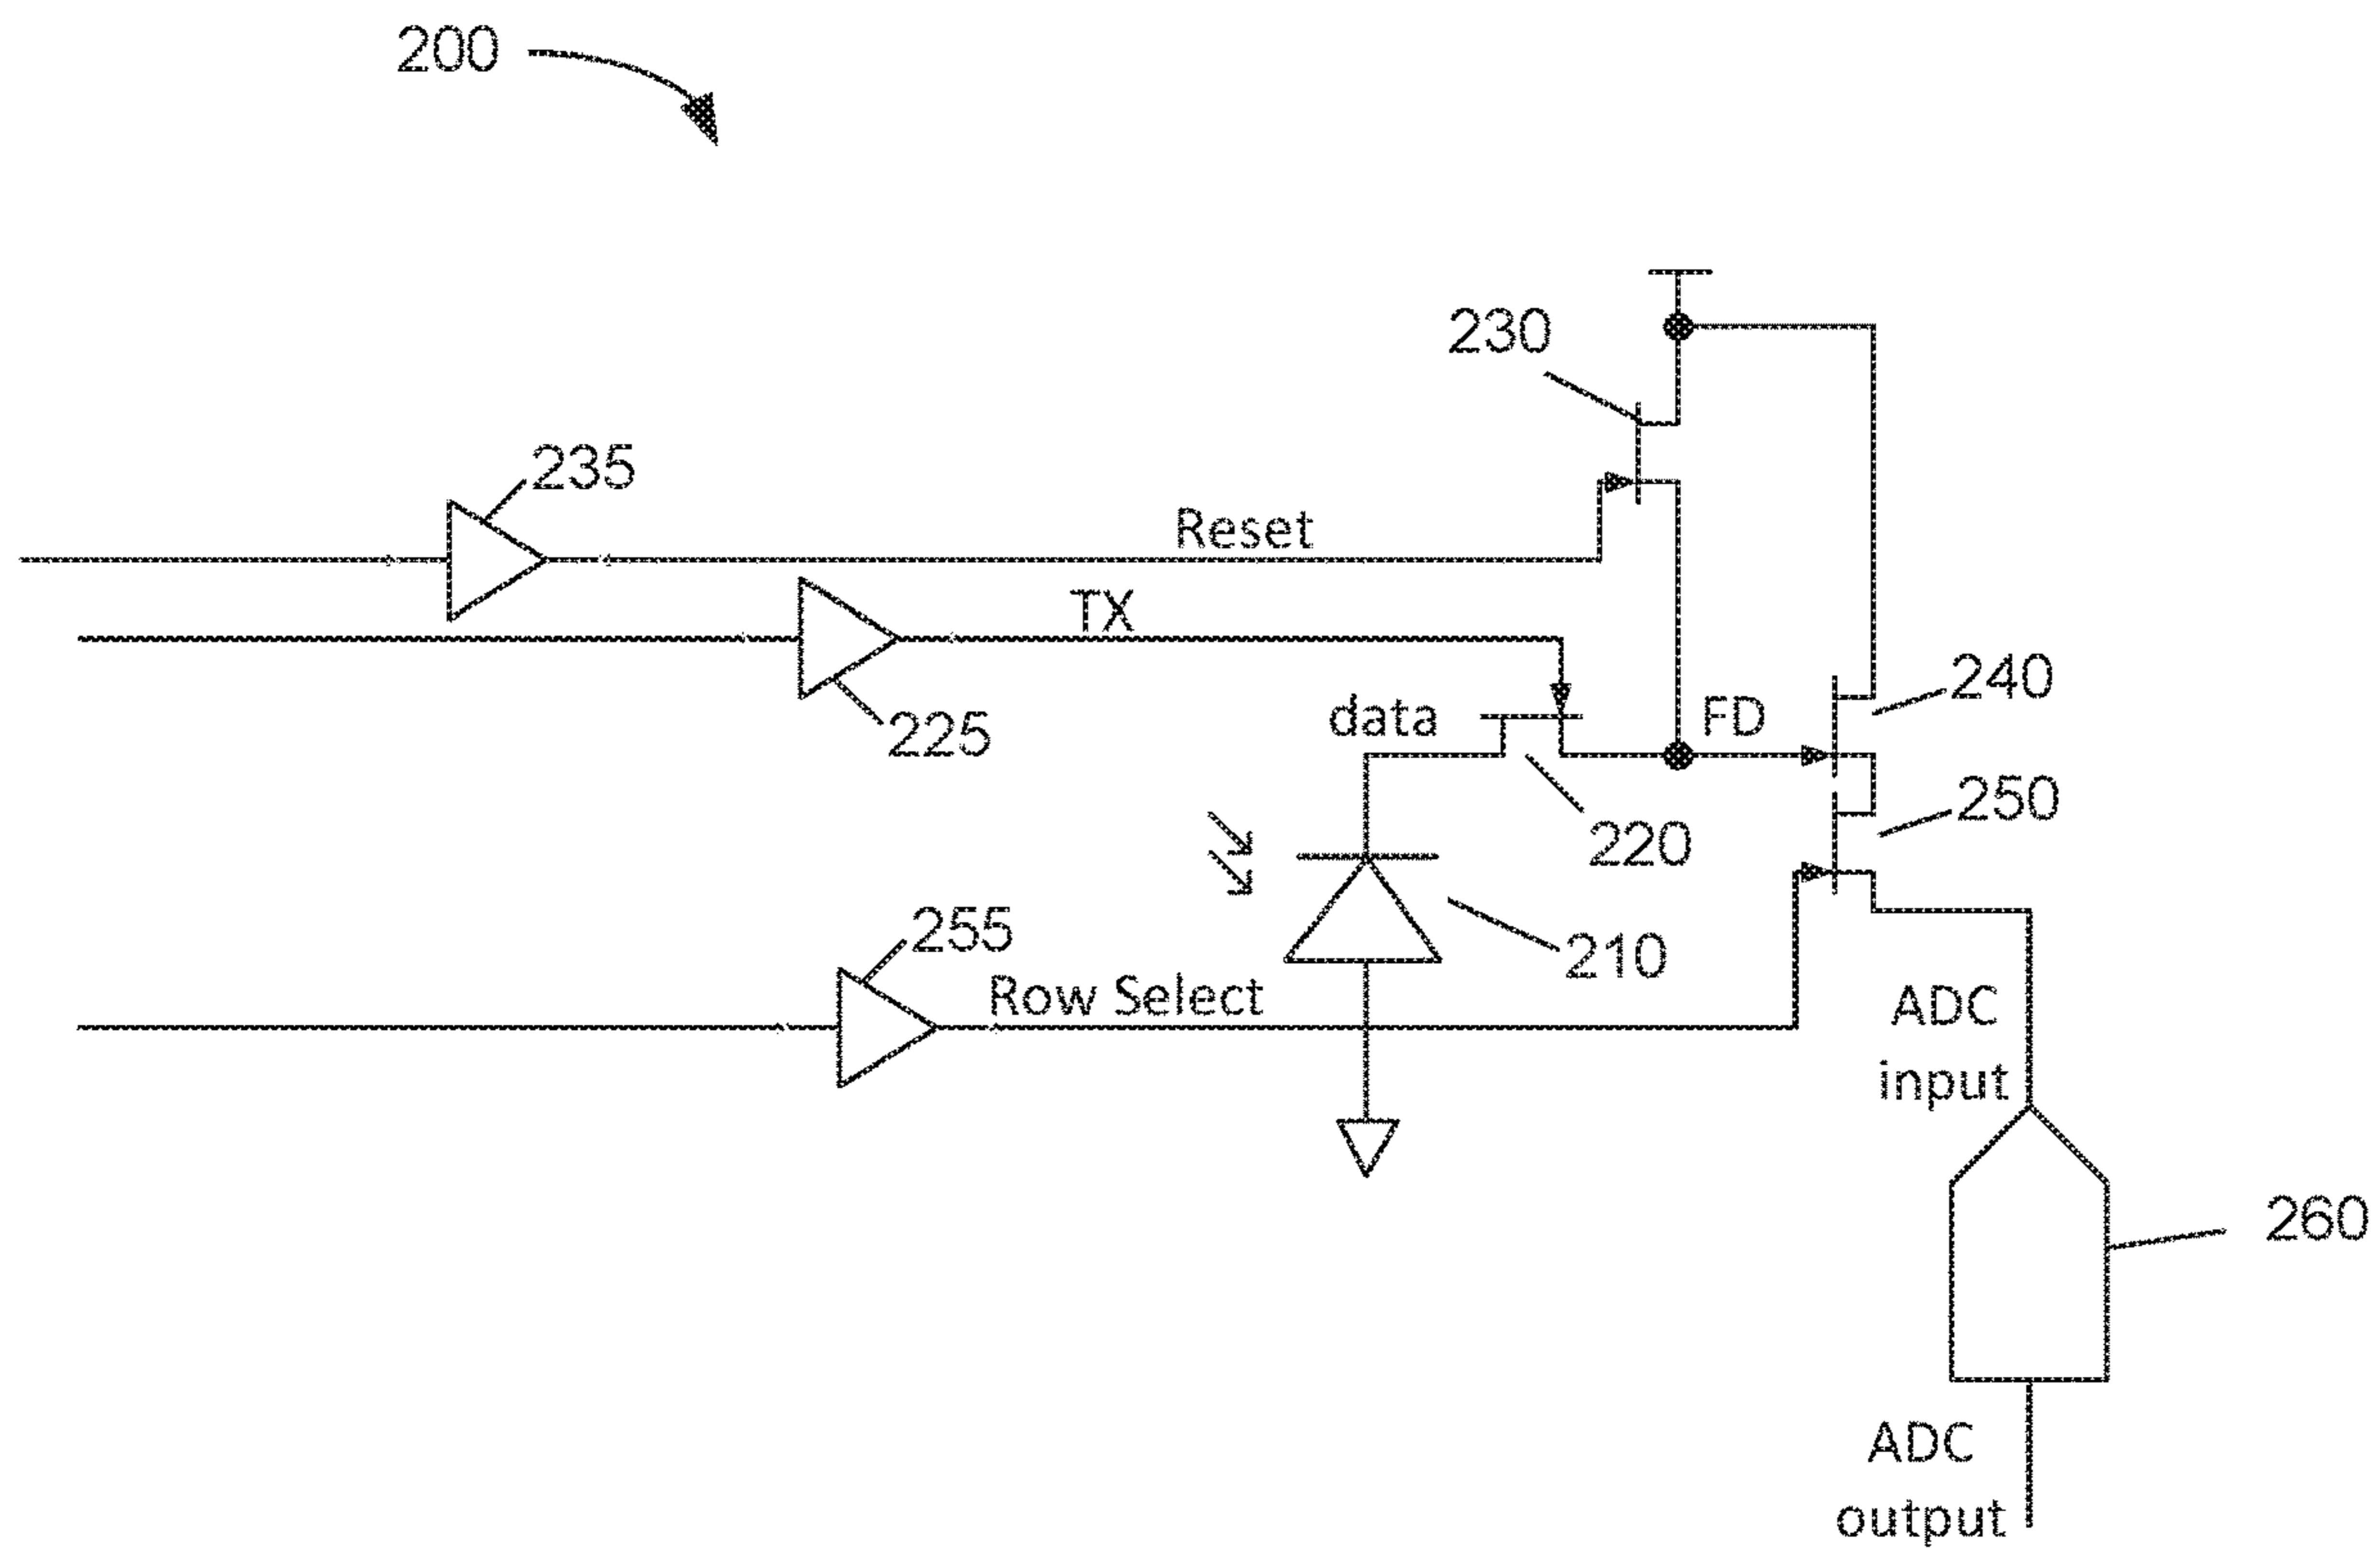 200
230
235
Reset
TX
240
225
data
FD
250
220
255
210
Row Select
ADC
input
260
ADC
output